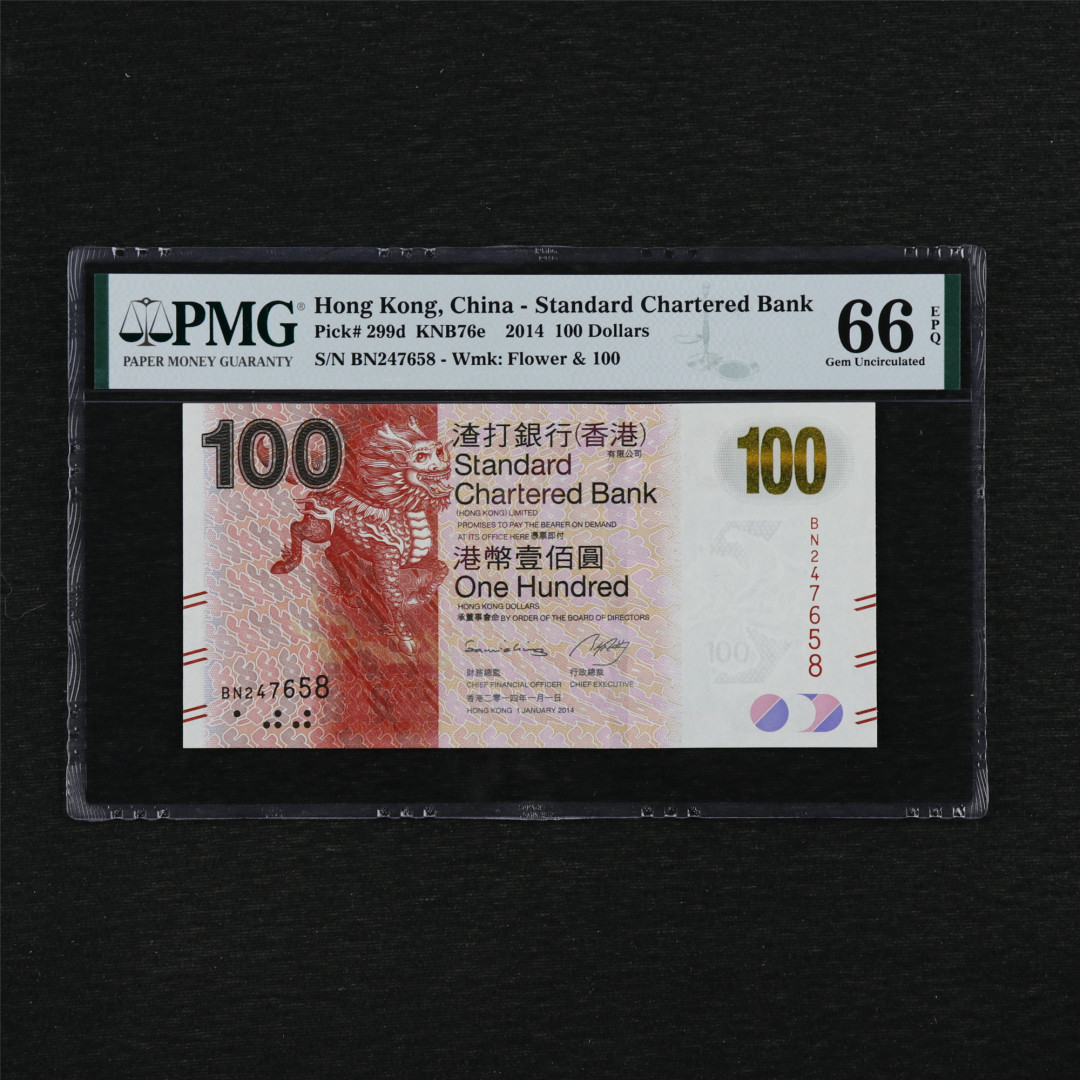 PMG®
PAPER MONEY GUARANTY
Hong Kong, China - Standard Chartered Bank
Pick# 299d KNB76e 2014 100 Dollars
S/N BN247658 - Wmk: Flower & 100
66 EPQ
Gem Uncirculated
100
渣打銀行(香港)
有限公司
Standard
Chartered Bank
(HONG KONG) LIMITED
PROMISES TO PAY THE BEARER ON DEMAND
AT ITS OFFICE HERE 憑票即付
港幣壹佰圓
One Hundred
HONG KONG DOLLARS
承董事會命 BY ORDER OF THE BOARD OF DIRECTORS
財務總監 行政總裁
CHIEF FINANCIAL OFFICER CHIEF EXECUTIVE
香港二零一四年一月一日
HONG KONG 1 JANUARY 2014
BN247658
100
BN247658
100